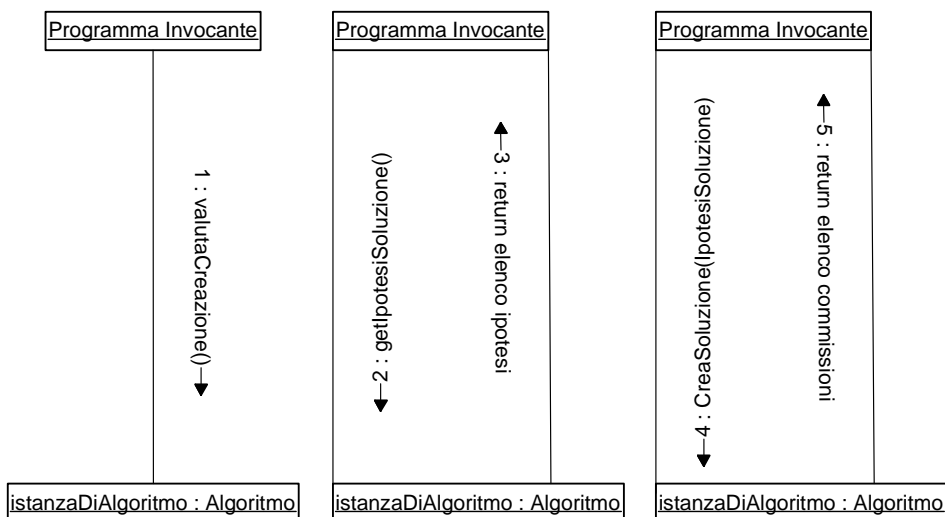 Programma Invocante
Programma Invocante
Programma Invocante
1 : valutaCreazione()
2 : getIpotesiSoluzione()
3 : return elenco ipotesi
4 : CreaSoluzione(IpotesiSoluzione)
5 : return elenco commissioni
istanzaDiAlgoritmo : Algoritmo
istanzaDiAlgoritmo : Algoritmo
istanzaDiAlgoritmo : Algoritmo